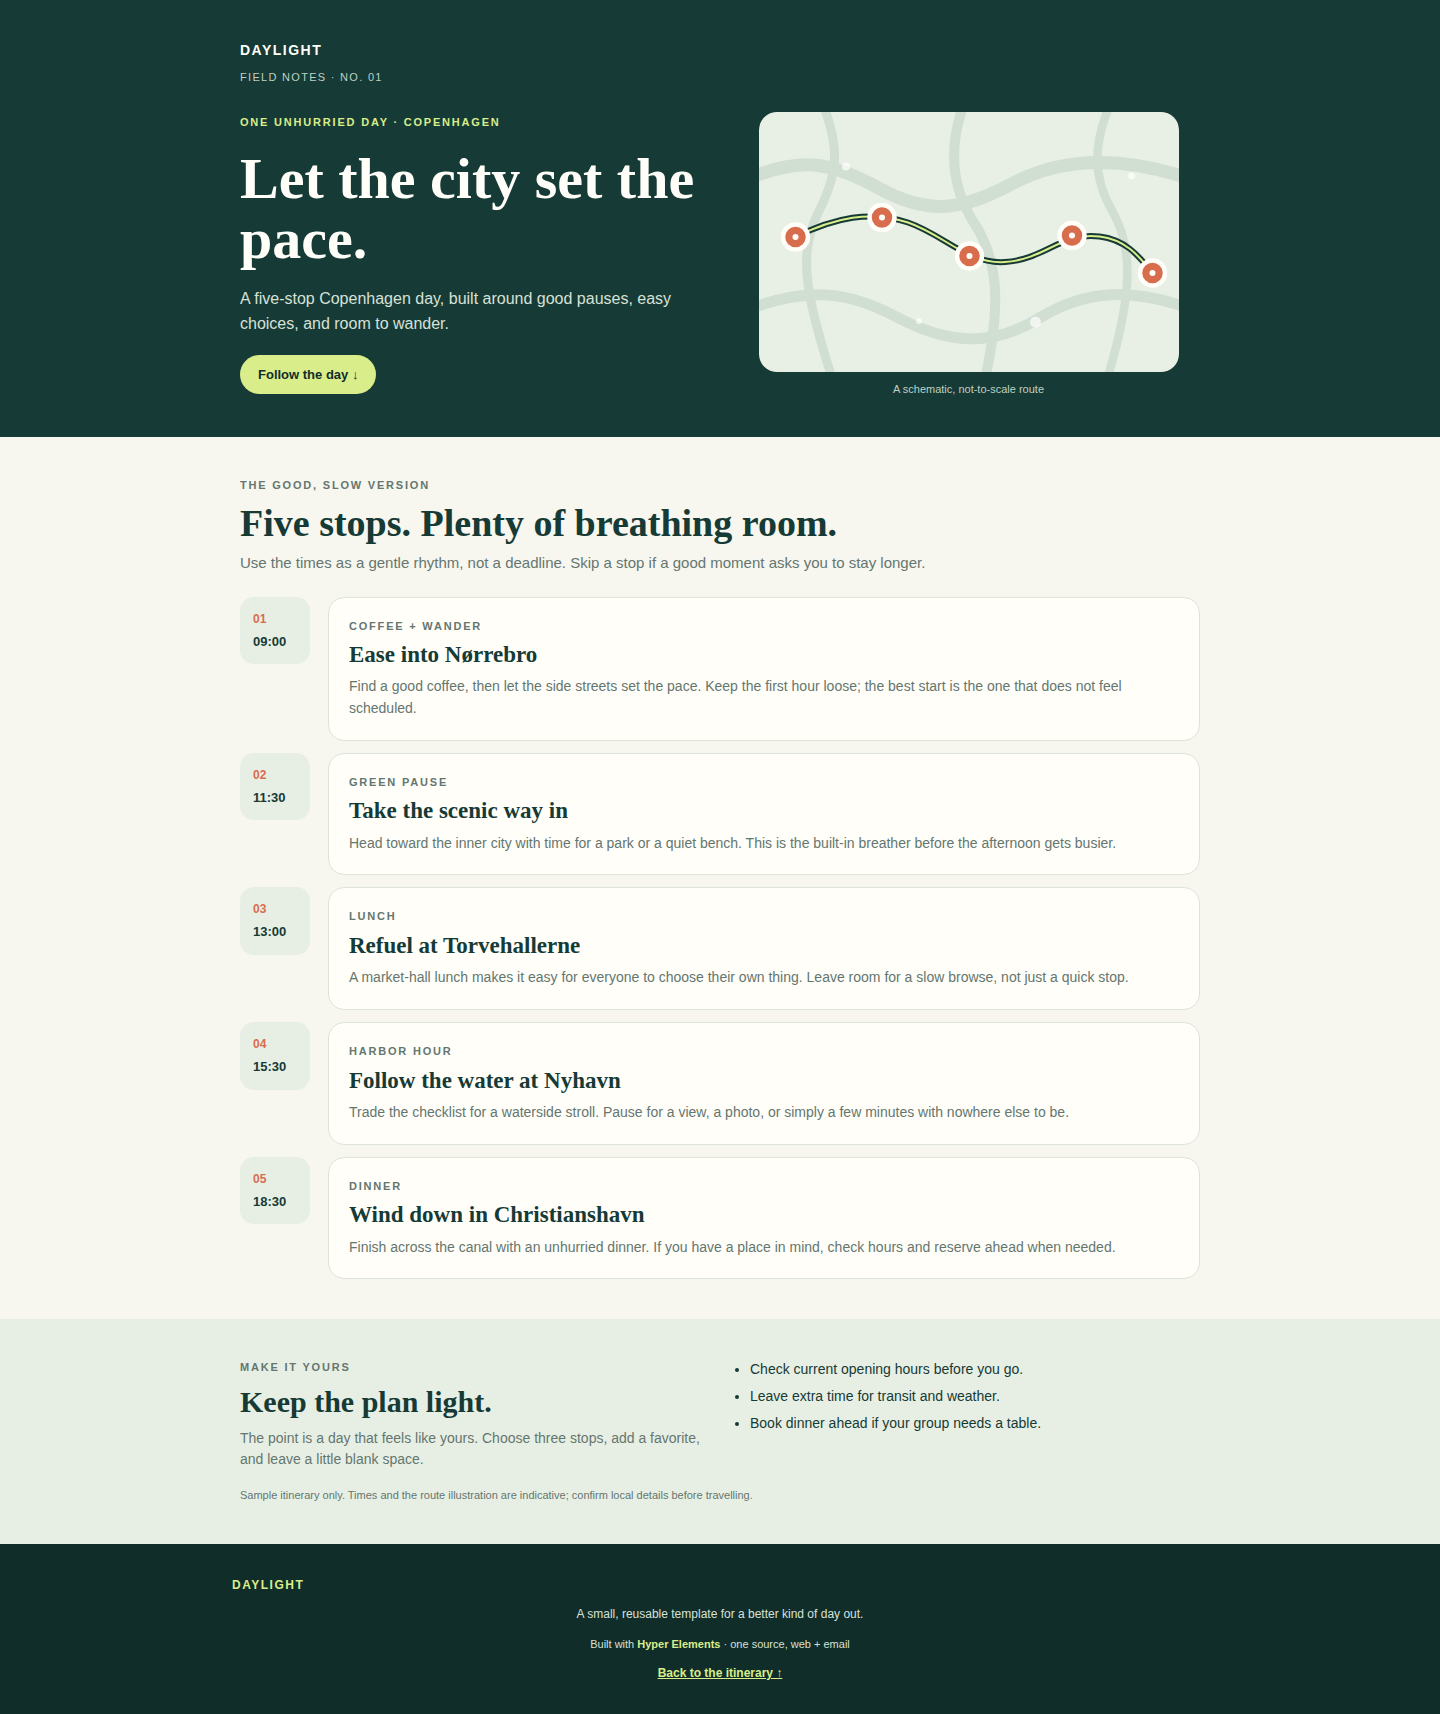 DAYLIGHT
FIELD NOTES · NO. 01
ONE UNHURRIED DAY · COPENHAGEN
Let the city set the
pace.
A five-stop Copenhagen day, built around good pauses, easy
choices, and room to wander.
Follow the day ↓
A schematic, not-to-scale route
THE GOOD, SLOW VERSION
Five stops. Plenty of breathing room.
Use the times as a gentle rhythm, not a deadline. Skip a stop if a good moment asks you to stay longer.
01
09:00
COFFEE + WANDER
Ease into Nørrebro
Find a good coffee, then let the side streets set the pace. Keep the first hour loose; the best start is the one that does not feel
scheduled.
02
11:30
GREEN PAUSE
Take the scenic way in
Head toward the inner city with time for a park or a quiet bench. This is the built-in breather before the afternoon gets busier.
03
13:00
LUNCH
Refuel at Torvehallerne
A market-hall lunch makes it easy for everyone to choose their own thing. Leave room for a slow browse, not just a quick stop.
04
15:30
HARBOR HOUR
Follow the water at Nyhavn
Trade the checklist for a waterside stroll. Pause for a view, a photo, or simply a few minutes with nowhere else to be.
05
18:30
DINNER
Wind down in Christianshavn
Finish across the canal with an unhurried dinner. If you have a place in mind, check hours and reserve ahead when needed.
MAKE IT YOURS
Keep the plan light.
The point is a day that feels like yours. Choose three stops, add a favorite,
and leave a little blank space.
• Check current opening hours before you go.
• Leave extra time for transit and weather.
• Book dinner ahead if your group needs a table.
Sample itinerary only. Times and the route illustration are indicative; confirm local details before travelling.
DAYLIGHT
A small, reusable template for a better kind of day out.
Built with Hyper Elements · one source, web + email
Back to the itinerary ↑